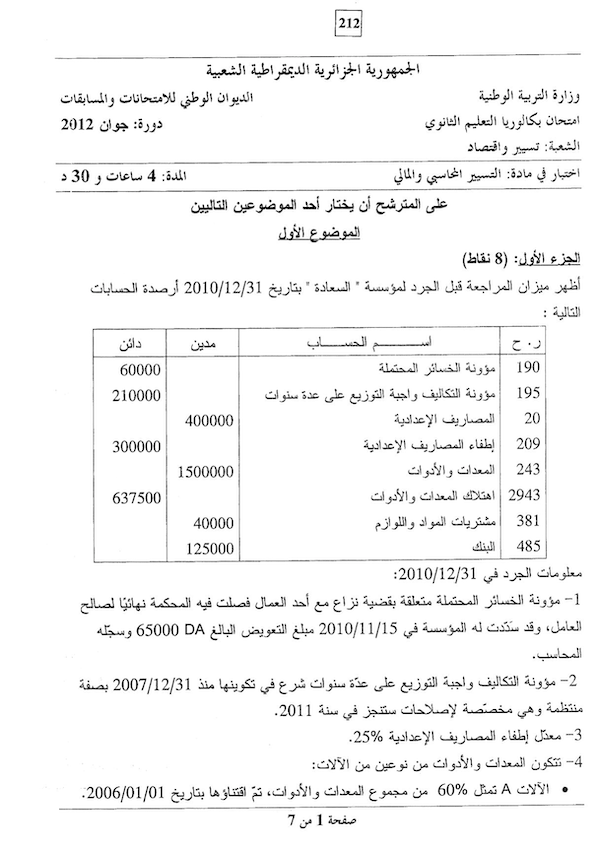 212
الجمهورية الجزائرية الديمقراطية الشعبية
وزارة التربية الوطنية الديوان الوطني للامتحانات والمسابقات
امتحان بكالوريا التعليم الثانوي دورة: جوان 2012
الشعبة: تسيير واقتصاد
اختبار في مادة: التسيير المحاسبي والمالي المدة: 4 ساعات و 30 د
على المترشح أن يختار أحد الموضوعين التاليين
الموضوع الأول
الجزء الأول: (8 نقاط)
أظهر ميزان المراجعة قبل الجرد لمؤسسة " السعادة " بتاريخ 2010/12/31 أرصدة الحسابات
التالية :
ر. ح اســـم الحســـاب مدين دائن
190 مؤونة الخسائر المحتملة 60000
195 مؤونة التكاليف واجبة التوزيع على عدة سنوات 210000
20 المصاريف الإعدادية 400000
209 إطفاء المصاريف الإعدادية 300000
243 المعدات والأدوات 1500000
2943 اهتلاك المعدات والأدوات 637500
381 مشتريات المواد واللوازم 40000
485 البنك 125000
معلومات الجرد في 2010/12/31:
1- مؤونة الخسائر المحتملة متعلقة بقضية نزاع مع أحد العمال فصلت فيه المحكمة نهائيًا لصالح
العامل، وقد سَدّدت له المؤسسة في 2010/11/15 مبلغ التعويض البالغ 65000 DA وسجّله
المحاسب.
2- مؤونة التكاليف واجبة التوزيع على عدّة سنوات شرع في تكوينها منذ 2007/12/31 بصفة
منتظمة وهي مخصّصة لإصلاحات ستنجز في سنة 2011.
3- معدّل إطفاء المصاريف الإعدادية 25%.
4- تتكون المعدات والأدوات من نوعين من الآلات:
• الآلات A تمثل 60% من مجموع المعدات والأدوات، تمّ اقتناؤها بتاريخ 2006/01/01.
صفحة 1 من 7